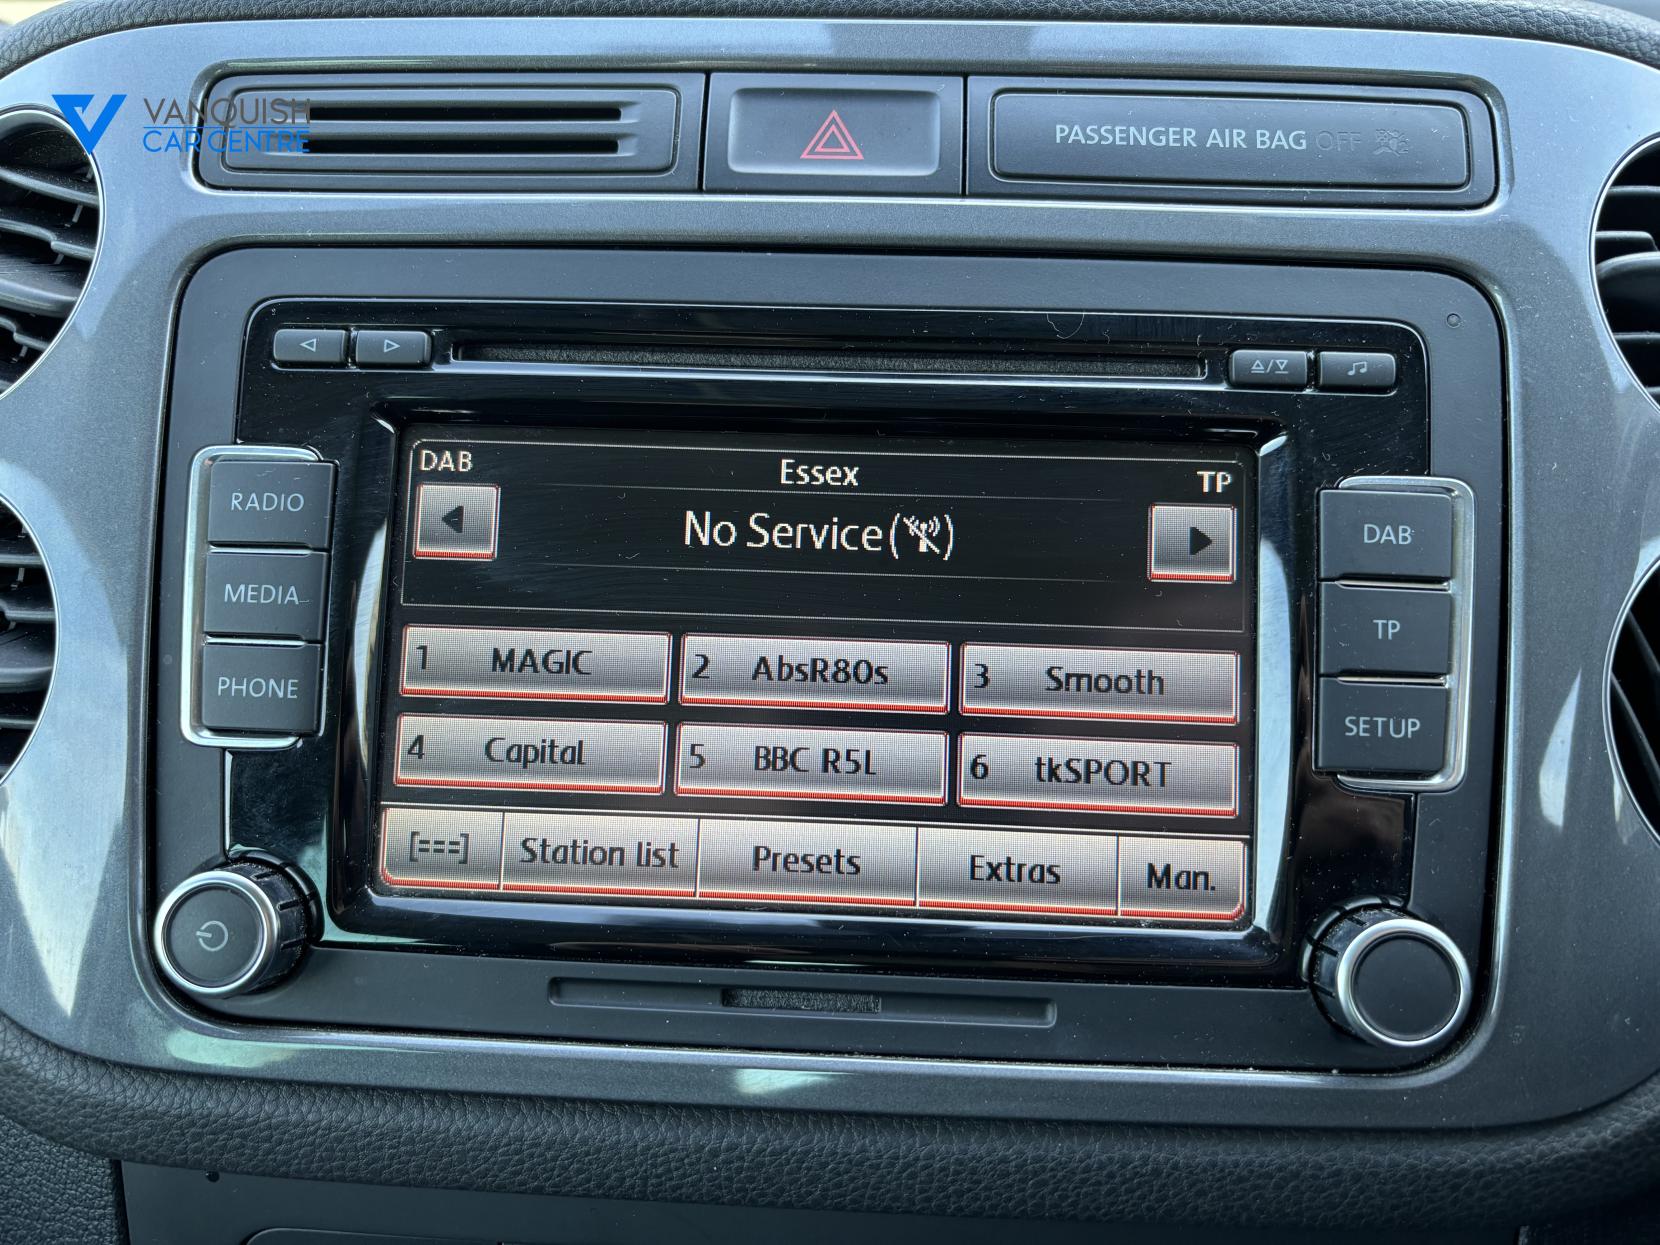 VANQUISH
CAR CENTRE
PASSENGER AIR BAG OFF
DAB
Essex
TP
No Service
RADIO
MEDIA
PHONE
DAB
TP
SETUP
1 MAGIC
2 AbsR80s
3 Smooth
4 Capital
5 BBC R5L
6 tkSPORT
[===]
Station list
Presets
Extras
Man.